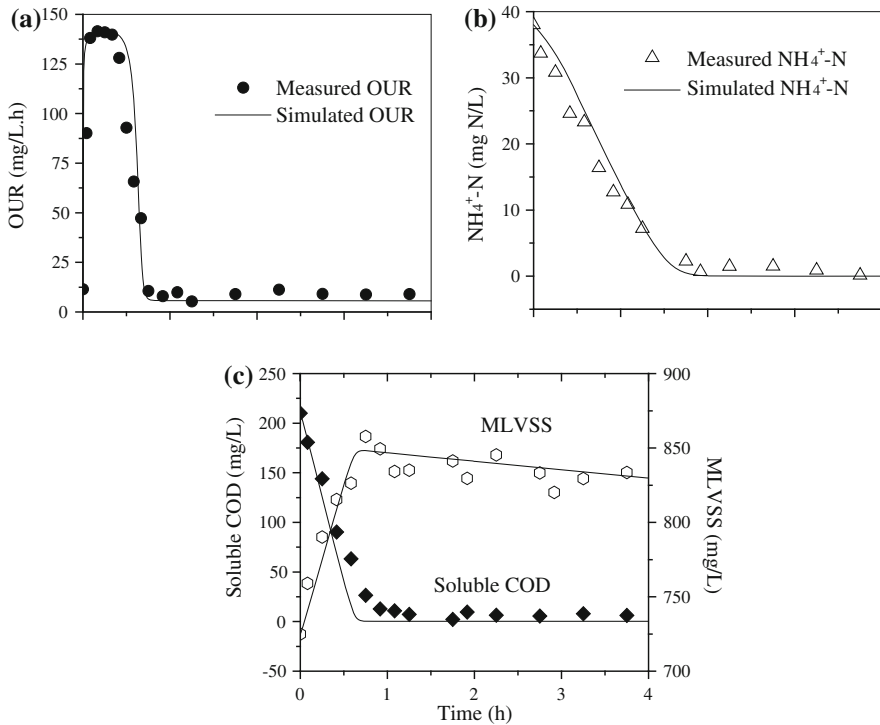 (a)
150
125
100
75
50
25
0
OUR (mg/L.h)
Measured OUR
Simulated OUR
(b)
40
30
20
10
0
NH₄⁺-N (mg N/L)
Measured NH₄⁺-N
Simulated NH₄⁺-N
(c)
250
200
150
100
50
0
-50
Soluble COD (mg/L)
MLVSS
Soluble COD
900
850
800
750
700
MLVSS (mg/L)
0 1 2 3 4
Time (h)